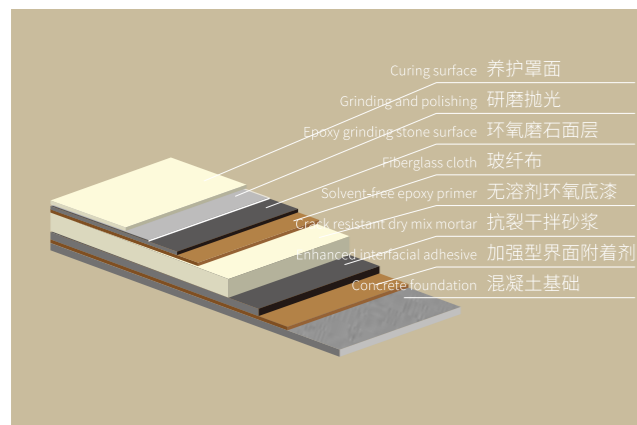 Curing surface 养护罩面
Grinding and polishing 研磨抛光
Epoxy grinding stone surface 环氧磨石面层
Fiberglass cloth 玻纤布
Solvent-free epoxy primer 无溶剂环氧底漆
Crack resistant dry mix mortar 抗裂干拌砂浆
Enhanced interfacial adhesive 加强型界面附着剂
Concrete foundation 混凝土基础